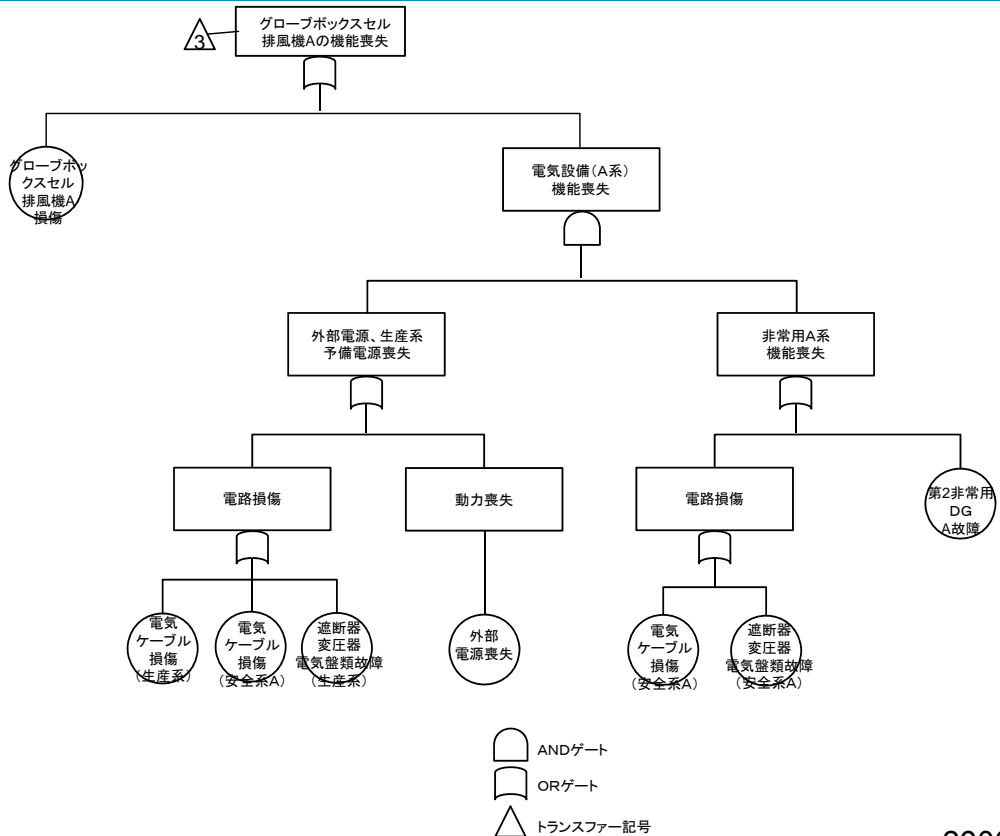 グローブボックスセル
排風機Aの機能喪失
3
グローブボッ
クスセル
排風機A
損傷
電気設備(A系)
機能喪失
外部電源、生産系
予備電源喪失
非常用A系
機能喪失
電路損傷
動力喪失
電路損傷
第2非常用
DG
A故障
電気
ケーブル
損傷
(生産系)
電気
ケーブル
損傷
(安全系A)
遮断器
変圧器
電気盤類故障
(生産系)
外部
電源喪失
電気
ケーブル
損傷
(安全系A)
遮断器
変圧器
電気盤類故障
(安全系A)
ANDゲート
ORゲート
トランスファー記号